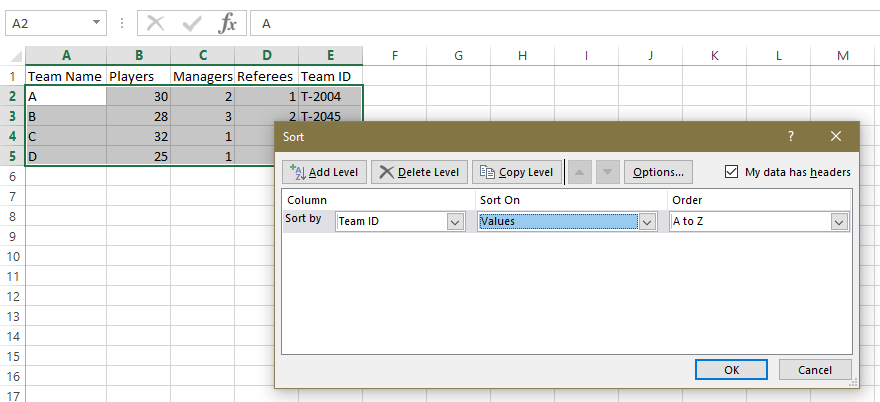 A2 fx A
A B C D E F G H I J K L M
1 Team Name Players Managers Referees Team ID
2 A 30 2 1 T-2004
3 B 28 3 2 T-2045
4 C 32 1
5 D 25 1
6
7
8
9
10
11
12
13
14
15
16
17
Sort ?
Add Level Delete Level Copy Level Options... My data has headers
Column Sort On Order
Sort by Team ID Values A to Z
OK Cancel